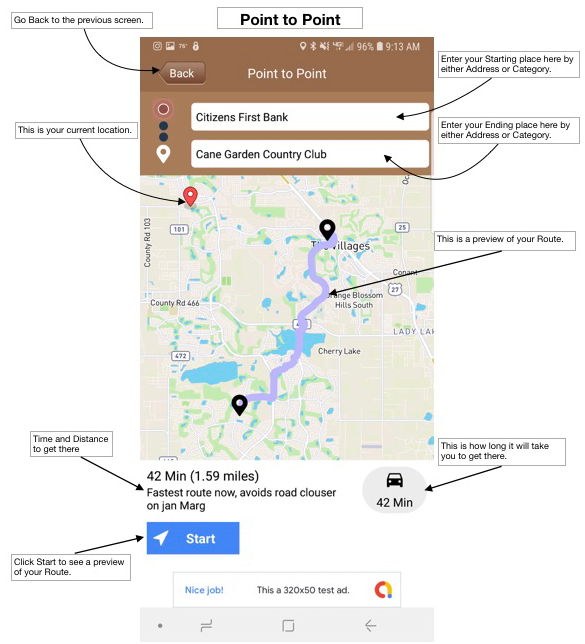 Point to Point
Go Back to the previous screen.
76°
96% 9:13 AM
Back
Point to Point
Enter your Starting place here by
either Address or Category.
Citizens First Bank
This is your current location.
Enter your Ending place here by
either Address or Category.
Cane Garden Country Club
101
County Rd 103
25
The Villages
This is a preview of your Route.
Conant
27
Orange Blossom
Hills South
County Rd 466
LADY LAK
Cherry Lake
472
Time and Distance
to get there
This is how long it will take
you to get there.
42 Min (1.59 miles)
Fastest route now, avoids road clouser
on jan Marg
42 Min
Start
Click Start to see a preview
of your Route.
Nice job!
This a 320x50 test ad.